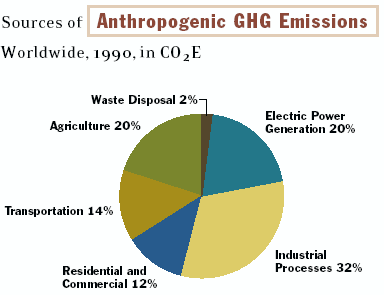 Sources of Anthropogenic GHG Emissions
Worldwide, 1990, in CO₂E
Waste Disposal 2%
Electric Power
Generation 20%
Agriculture 20%
Transportation 14%
Industrial
Processes 32%
Residential and
Commercial 12%